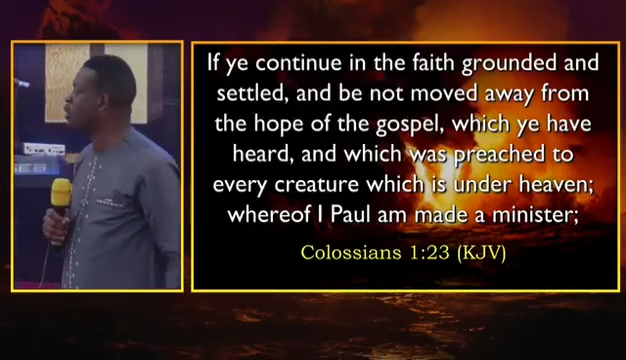 If ye continue in the faith grounded and
settled, and be not moved away from
the hope of the gospel, which ye have
heard, and which was preached to
every creature which is under heaven;
whereof I Paul am made a minister;
Colossians 1:23 (KJV)